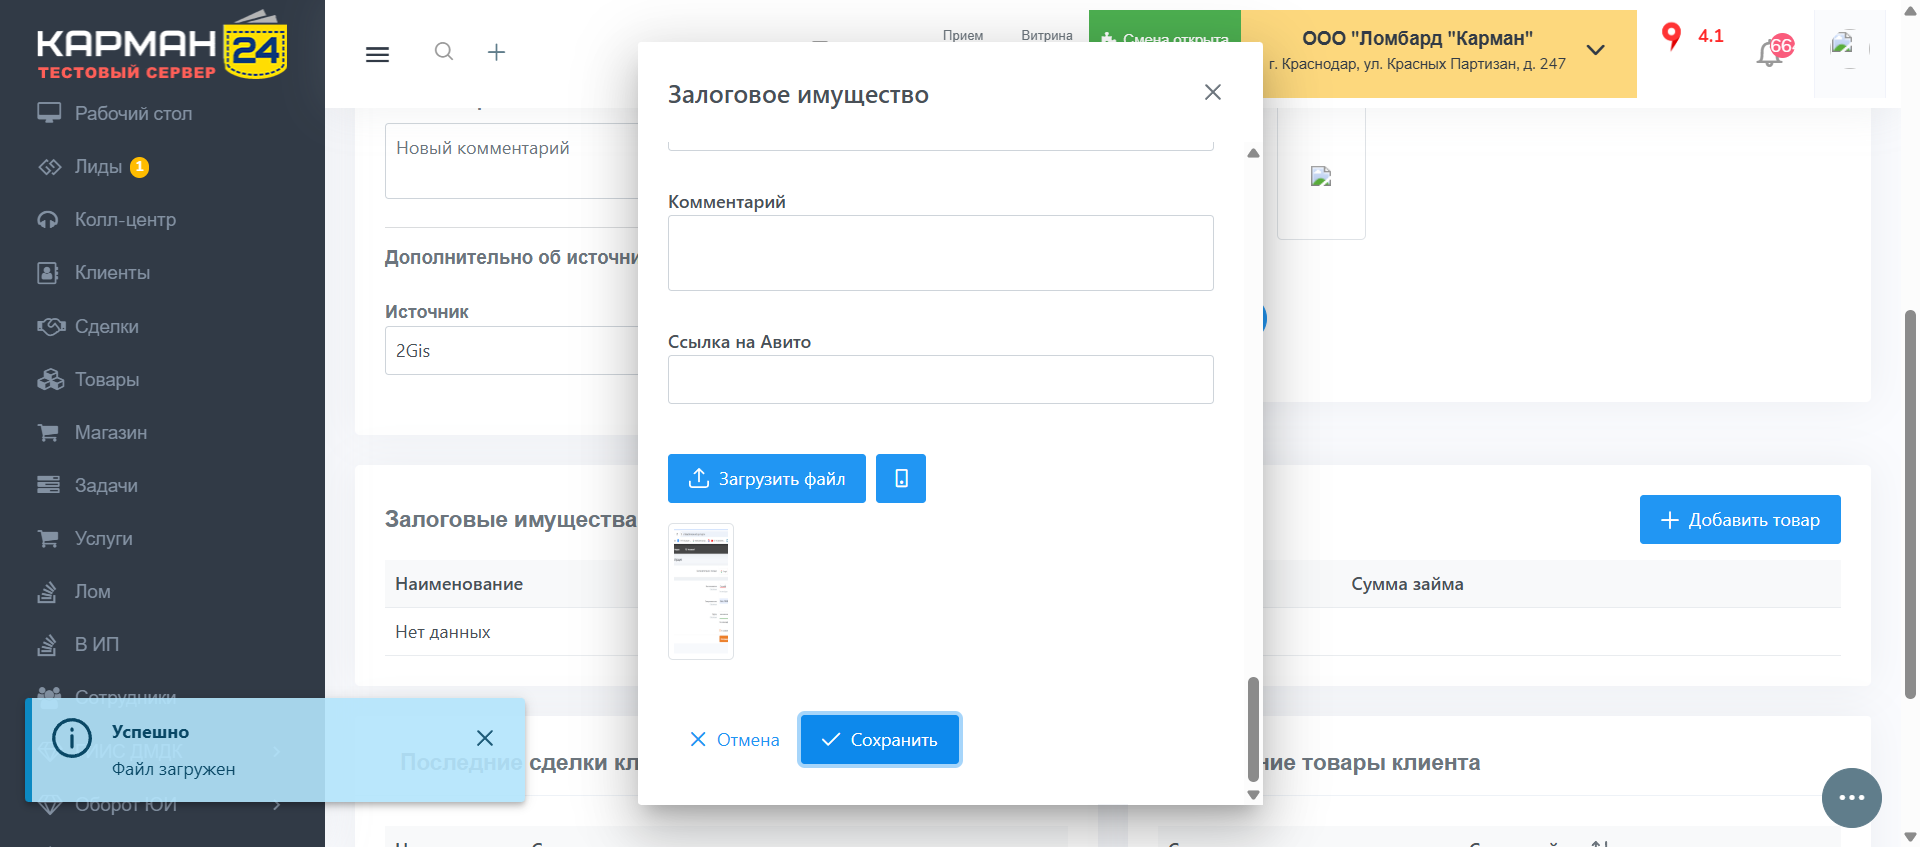 КАРМАН 24
ТЕСТОВЫЙ СЕРВЕР
Рабочий стол
Лиды 1
Колл-центр
Клиенты
Сделки
Товары
Магазин
Задачи
Услуги
Лом
В ИП
Сотрудники
Оборот ЮИ
Прием
Витрина
Смена открыта
ООО "Ломбард "Карман"
г. Краснодар, ул. Красных Партизан, д. 247
4.1
Новый комментарий
Дополнительно об источни
Источник
2Gis
Залоговые имущества
Добавить товар
Наименование
Сумма займа
Нет данных
Последние сделки кл
ние товары клиента
Залоговое имущество
Комментарий
Ссылка на Авито
Загрузить файл
Отмена
Сохранить
Успешно
Файл загружен